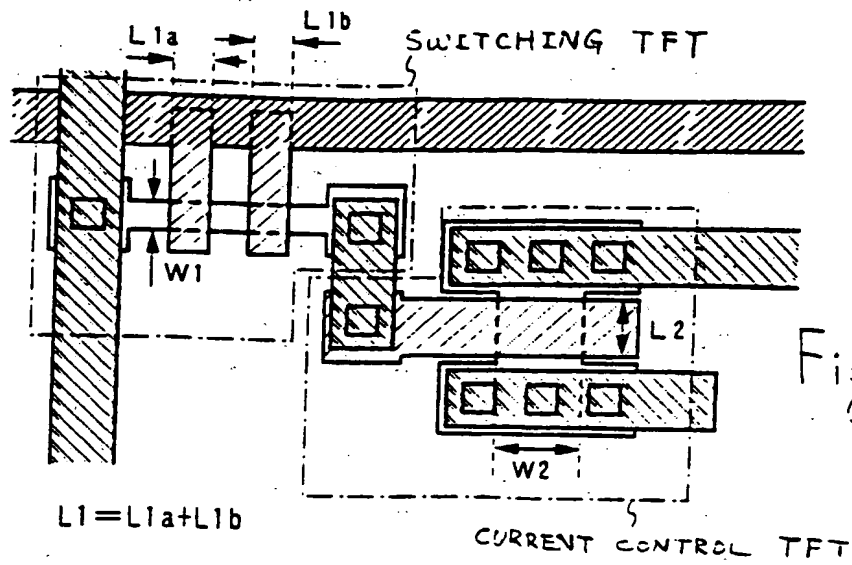 L1a
L1b
SWITCHING TFT
W1
L2
W2
L1=L1a+L1b
CURRENT CONTROL TFT